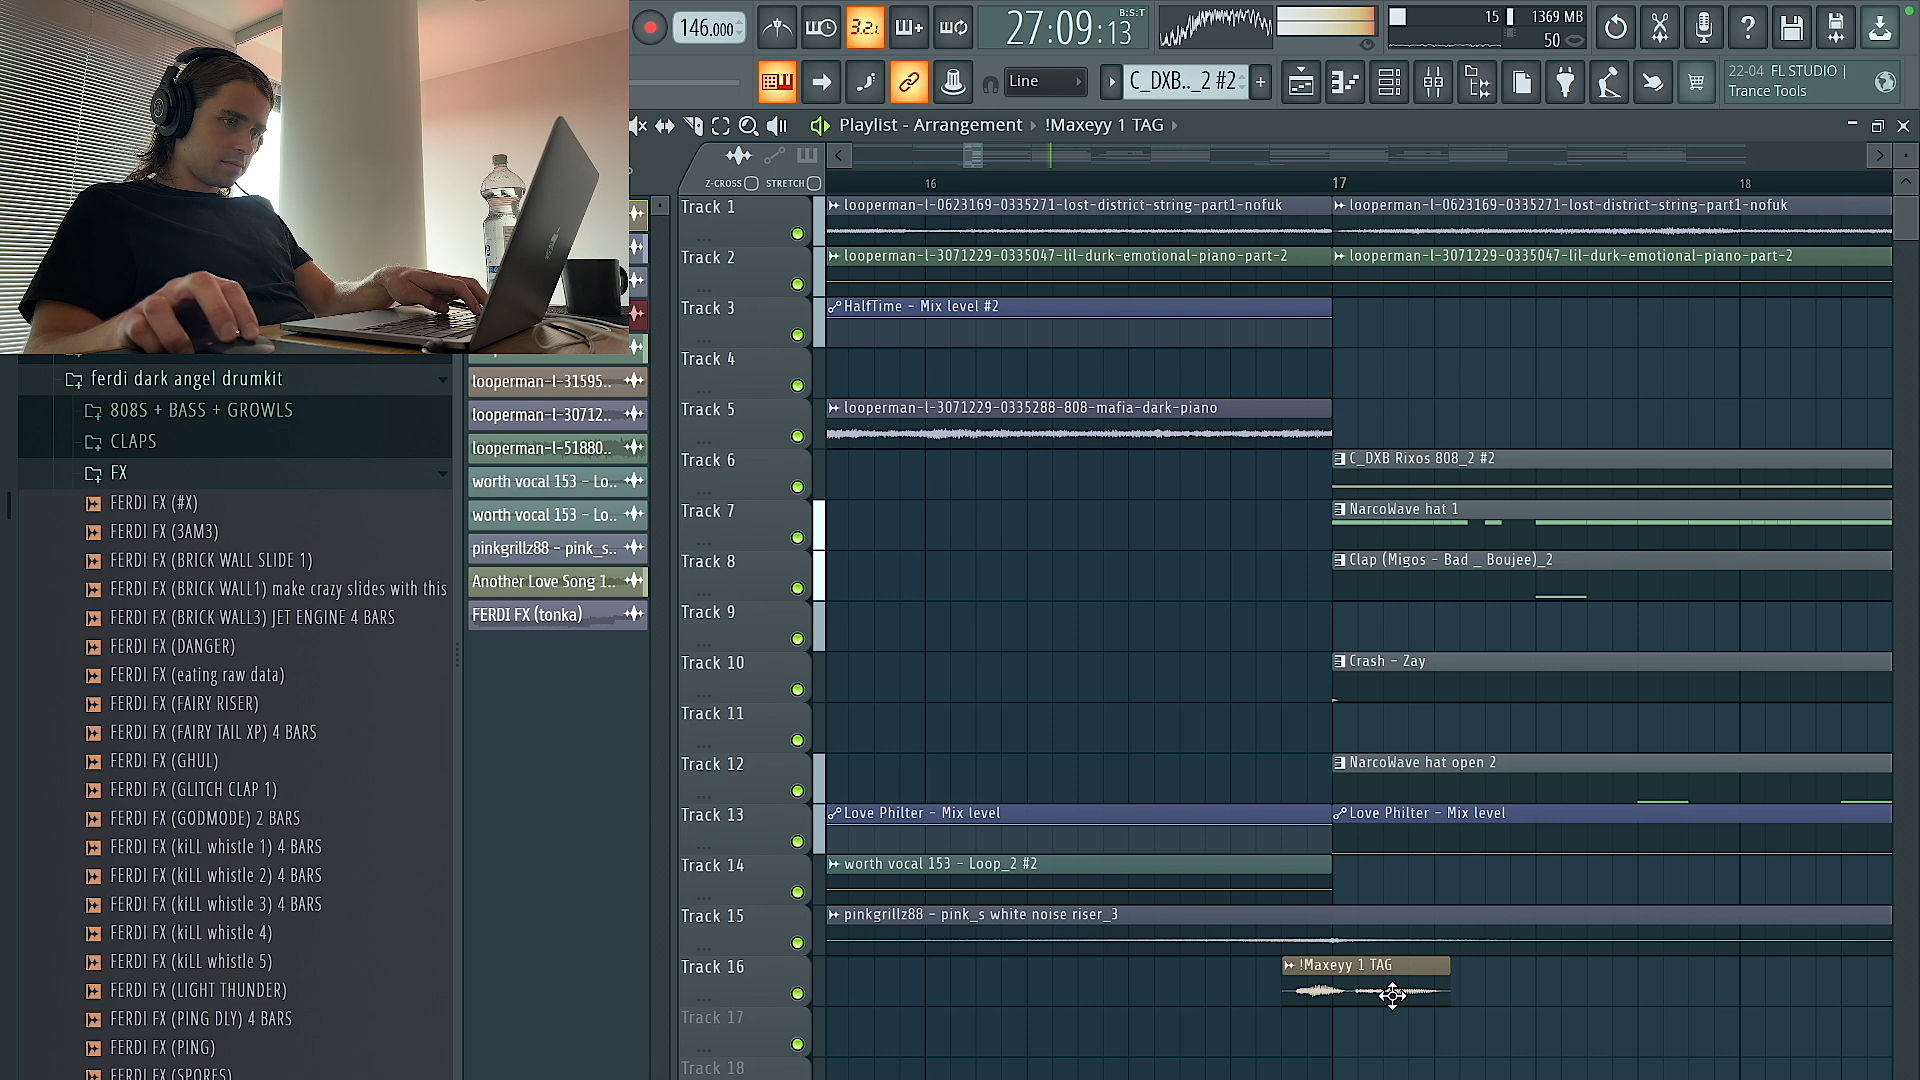 146.000
3.2.
27:09:13
B:S:T
15
1369 MB
50
Line
C_DXB.._2 #2
22-04 FL STUDIO |
Trance Tools
Playlist - Arrangement
!Maxeyy 1 TAG
Z-CROSS
STRETCH
16
17
18
Track 1
looperman-l-0623169-0335271-lost-district-string-part1-nofuk
looperman-l-0623169-0335271-lost-district-string-part1-nofuk
Track 2
looperman-l-3071229-0335047-lil-durk-emotional-piano-part-2
looperman-l-3071229-0335047-lil-durk-emotional-piano-part-2
Track 3
HalfTime - Mix level #2
Track 4
Track 5
looperman-l-3071229-0335288-808-mafia-dark-piano
Track 6
C_DXB Rixos 808_2 #2
Track 7
NarcoWave hat 1
Track 8
Clap (Migos - Bad _ Boujee)_2
Track 9
Track 10
Crash - Zay
Track 11
Track 12
NarcoWave hat open 2
Track 13
Love Philter - Mix level
Love Philter - Mix level
Track 14
worth vocal 153 - Loop_2 #2
Track 15
pinkgrillz88 - pink_s white noise riser_3
Track 16
!Maxeyy 1 TAG
Track 17
Track 18
looperman-l-31595..
looperman-l-30712..
looperman-l-51880..
worth vocal 153 - Lo..
worth vocal 153 - Lo..
pinkgrillz88 - pink_s..
Another Love Song 1..
FERDI FX (tonka)
ferdi dark angel drumkit
808S + BASS + GROWLS
CLAPS
FX
FERDI FX (#X)
FERDI FX (3AM3)
FERDI FX (BRICK WALL SLIDE 1)
FERDI FX (BRICK WALL1) make crazy slides with this
FERDI FX (BRICK WALL3) JET ENGINE 4 BARS
FERDI FX (DANGER)
FERDI FX (eating raw data)
FERDI FX (FAIRY RISER)
FERDI FX (FAIRY TAIL XP) 4 BARS
FERDI FX (GHUL)
FERDI FX (GLITCH CLAP 1)
FERDI FX (GODMODE) 2 BARS
FERDI FX (kiLL whistle 1) 4 BARS
FERDI FX (kiLL whistle 2) 4 BARS
FERDI FX (kiLL whistle 3) 4 BARS
FERDI FX (kiLL whistle 4)
FERDI FX (kiLL whistle 5)
FERDI FX (LIGHT THUNDER)
FERDI FX (PING DLY) 4 BARS
FERDI FX (PING)
FERDI FX (SPORES)